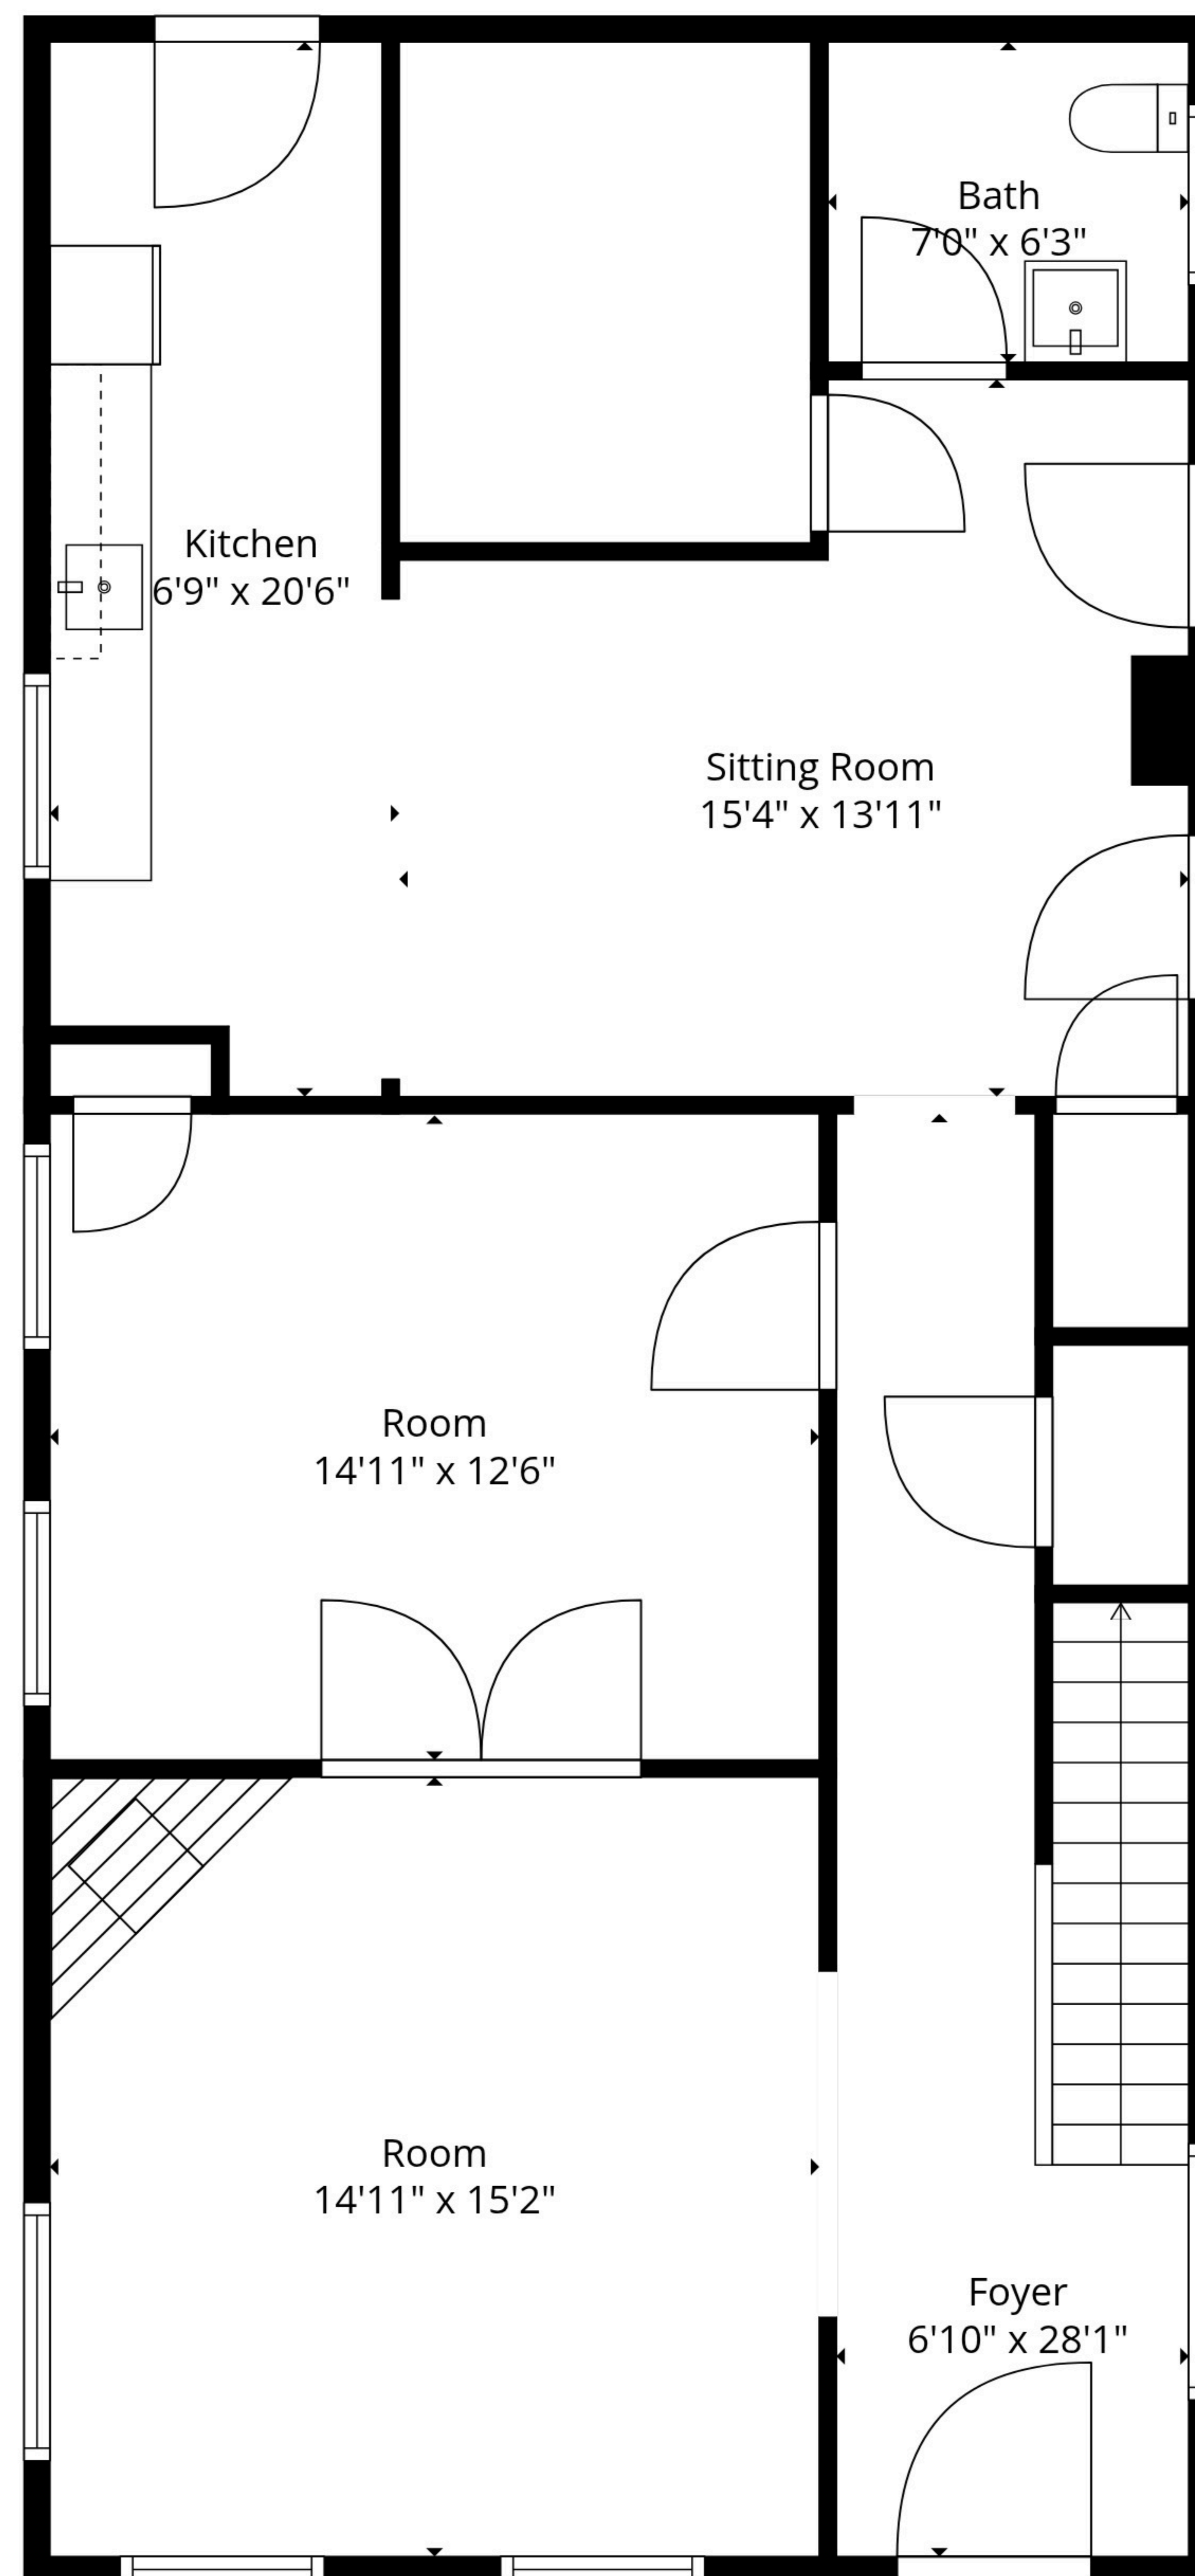 Bath
7'0" x 6'3"
Kitchen
6'9" x 20'6"
Sitting Room
15'4" x 13'11"
Room
14'11" x 12'6"
Room
14'11" x 15'2"
Foyer
6'10" x 28'1"